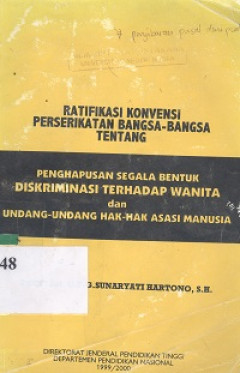 RATIFIKASI KONVENSI
PERSERIKATAN BANGSA-BANGSA
TENTANG
PENGHAPUSAN SEGALA BENTUK
DISKRIMINASI TERHADAP WANITA
dan
UNDANG-UNDANG HAK-HAK ASASI MANUSIA
48
SUNARYATI HARTONO, S.H.
DIREKTORAT JENDERAL PENDIDIKAN TINGGI
DEPARTEMEN PENDIDIKAN NASIONAL
1999/2000